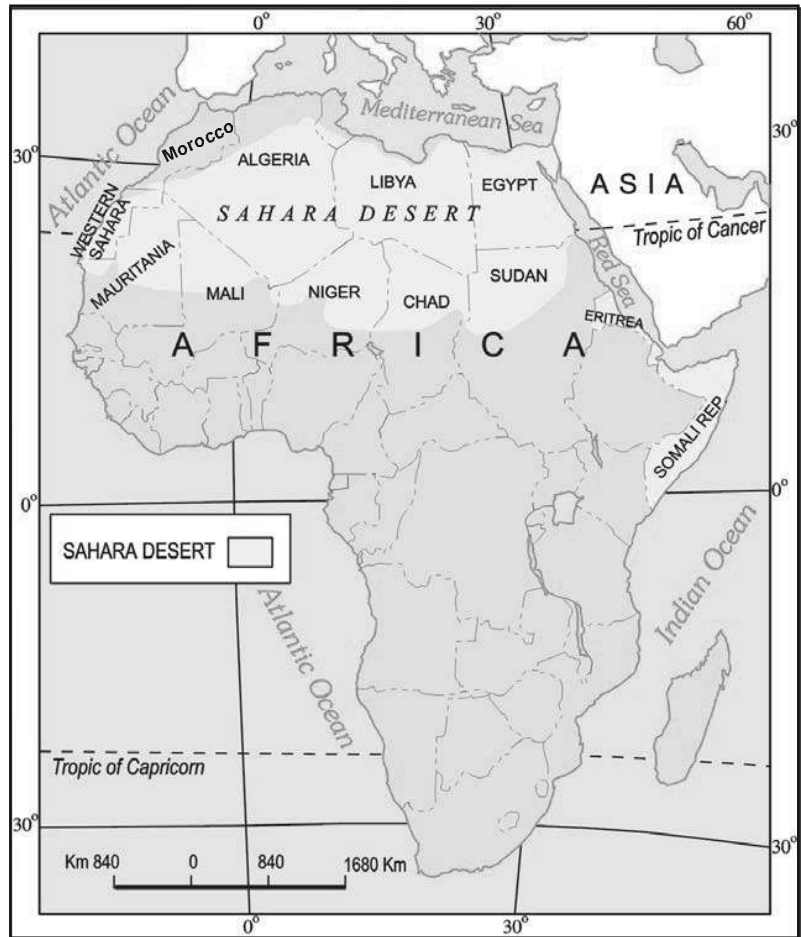 0°
30°
60°
Atlantic Ocean
Mediterranean Sea
30°
30°
Morocco
ALGERIA
LIBYA
EGYPT
ASIA
WESTERN
SAHARA
SAHARA DESERT
Tropic of Cancer
Red Sea
MAURITANIA
MALI
NIGER
CHAD
SUDAN
ERITREA
AFRICA
SOMALI REP
0°
0°
SAHARA DESERT
Atlantic Ocean
Indian Ocean
Tropic of Capricorn
30°
30°
Km 840 0 840 1680 Km
0°
30°